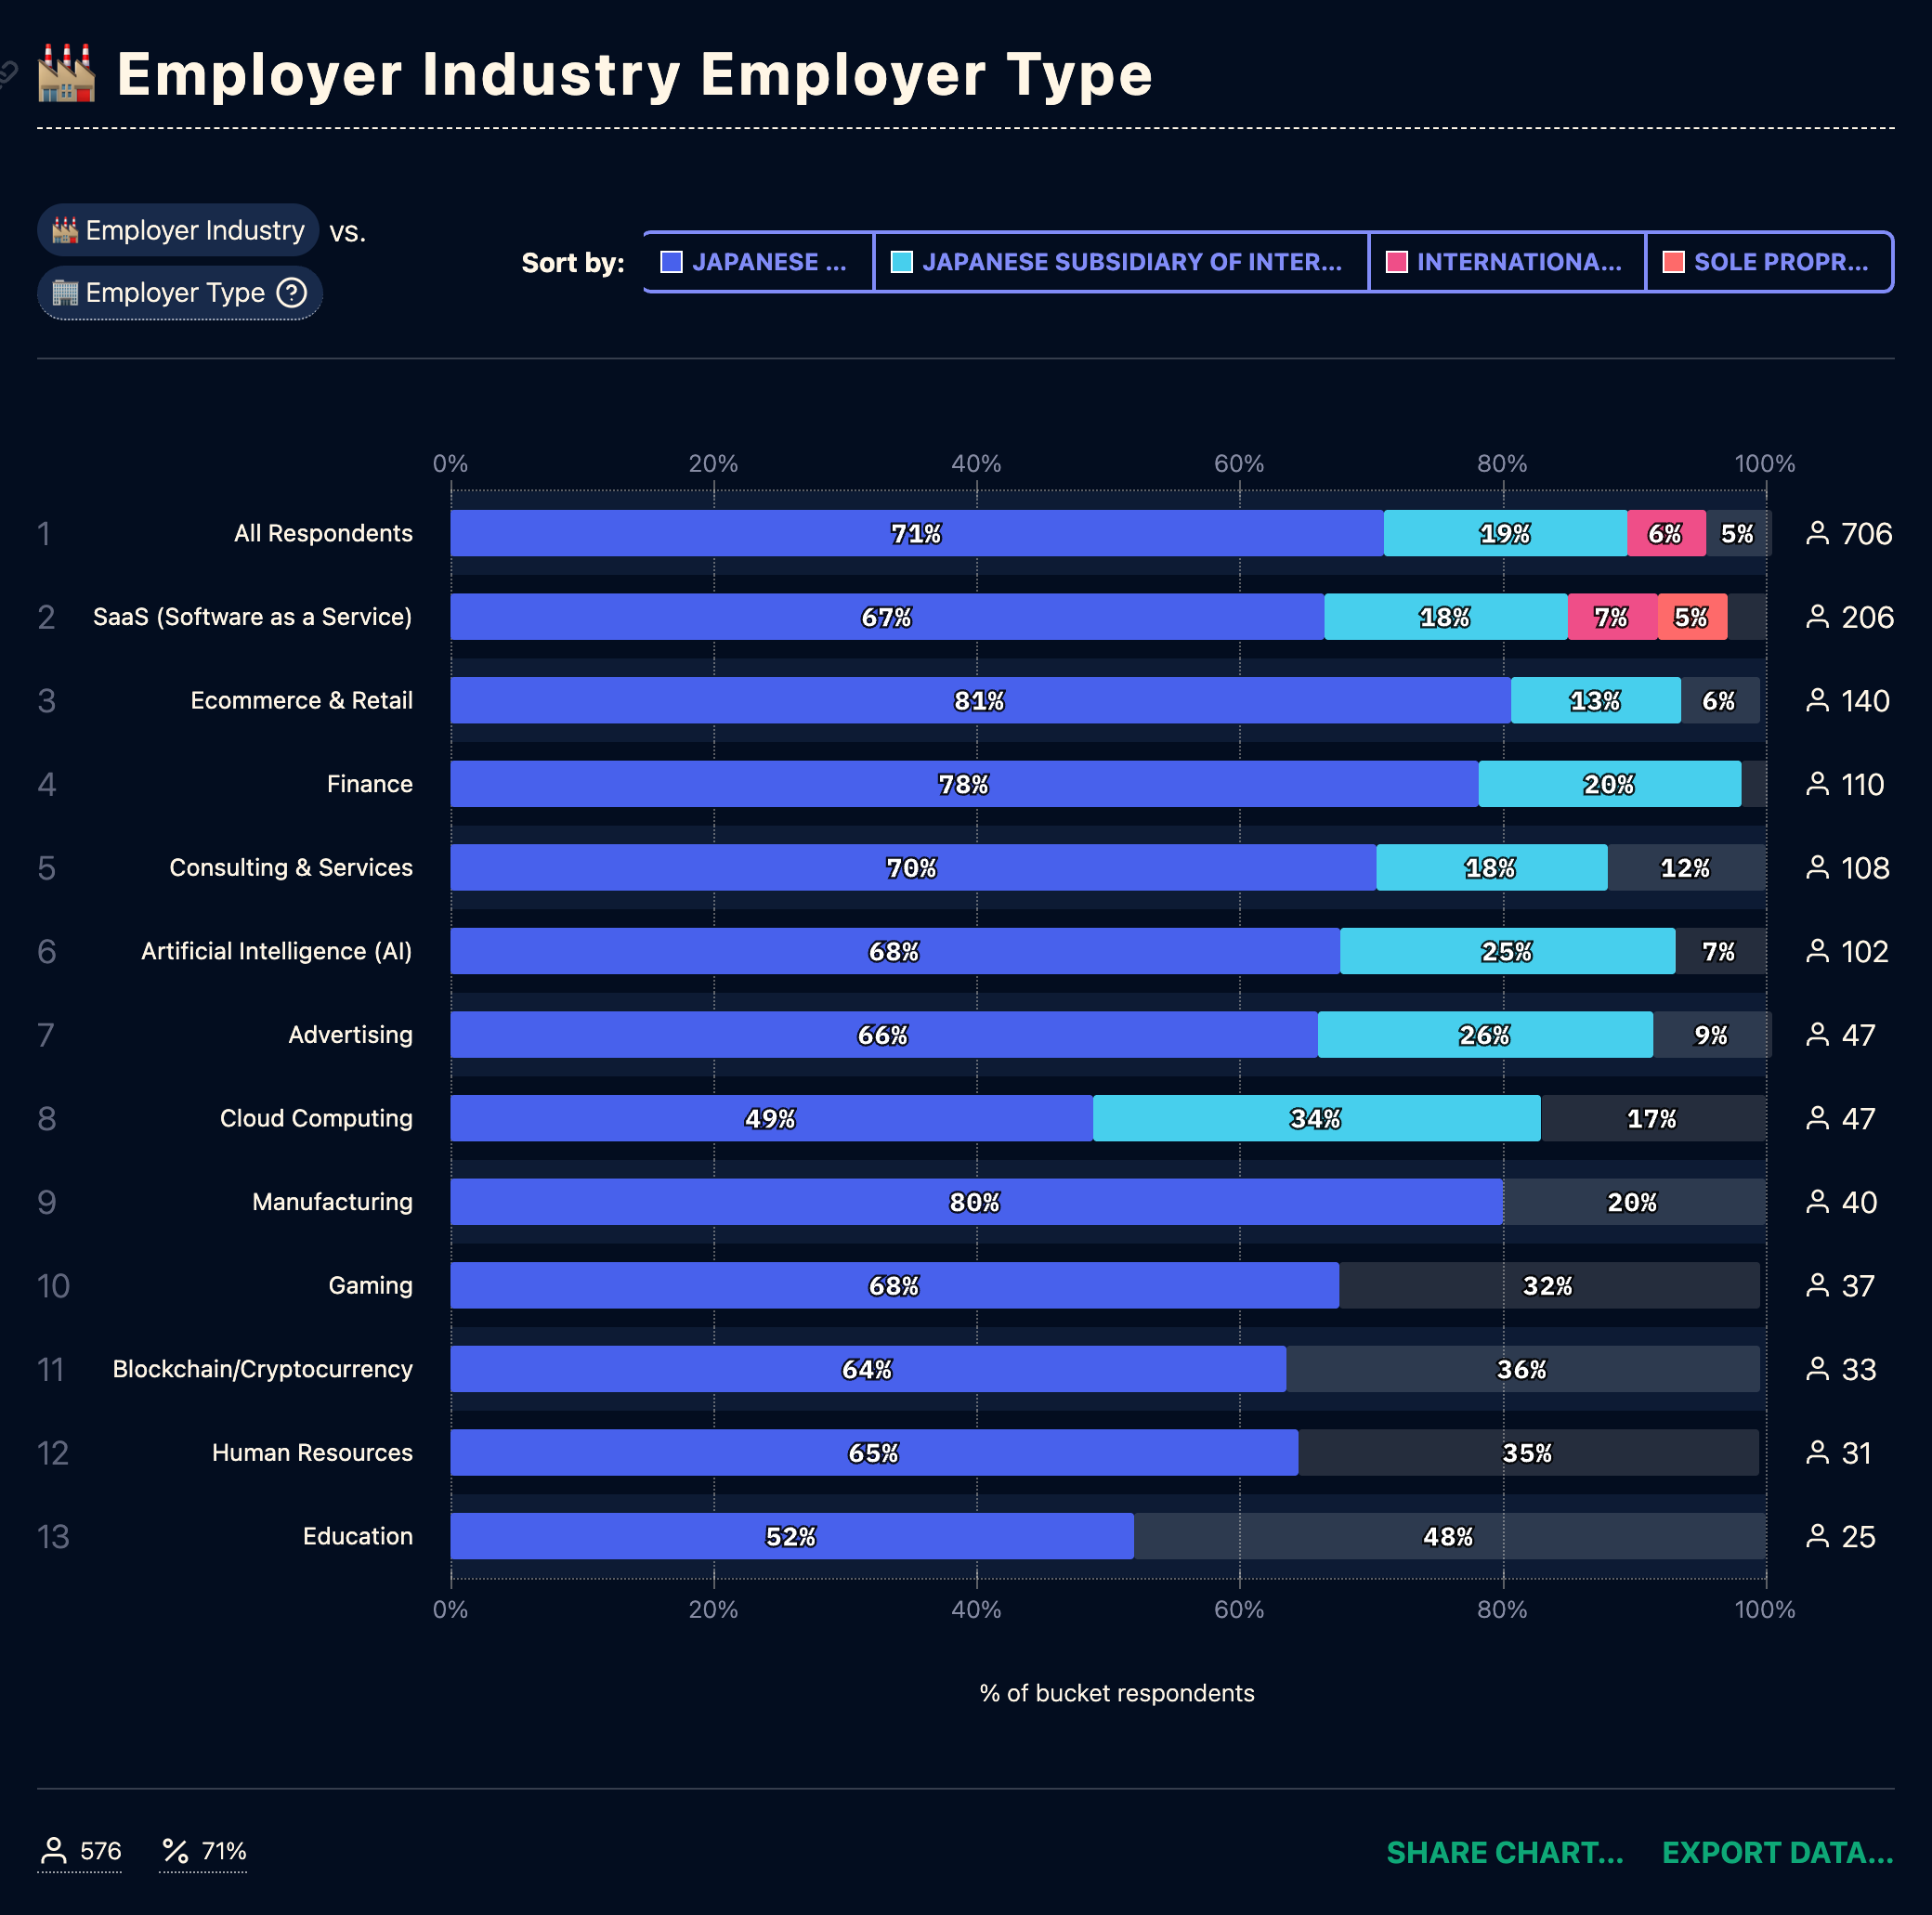 Employer Industry Employer Type
Employer Industry vs.
Employer Type ?
Sort by: JAPANESE ... JAPANESE SUBSIDIARY OF INTER... INTERNATIONA... SOLE PROPR...
0% 20% 40% 60% 80% 100%
1 All Respondents 71% 19% 6% 5% 706
2 SaaS (Software as a Service) 67% 18% 7% 5% 206
3 Ecommerce & Retail 81% 13% 6% 140
4 Finance 78% 20% 110
5 Consulting & Services 70% 18% 12% 108
6 Artificial Intelligence (AI) 68% 25% 7% 102
7 Advertising 66% 26% 9% 47
8 Cloud Computing 49% 34% 17% 47
9 Manufacturing 80% 20% 40
10 Gaming 68% 32% 37
11 Blockchain/Cryptocurrency 64% 36% 33
12 Human Resources 65% 35% 31
13 Education 52% 48% 25
0% 20% 40% 60% 80% 100%
% of bucket respondents
576 % 71% SHARE CHART... EXPORT DATA...